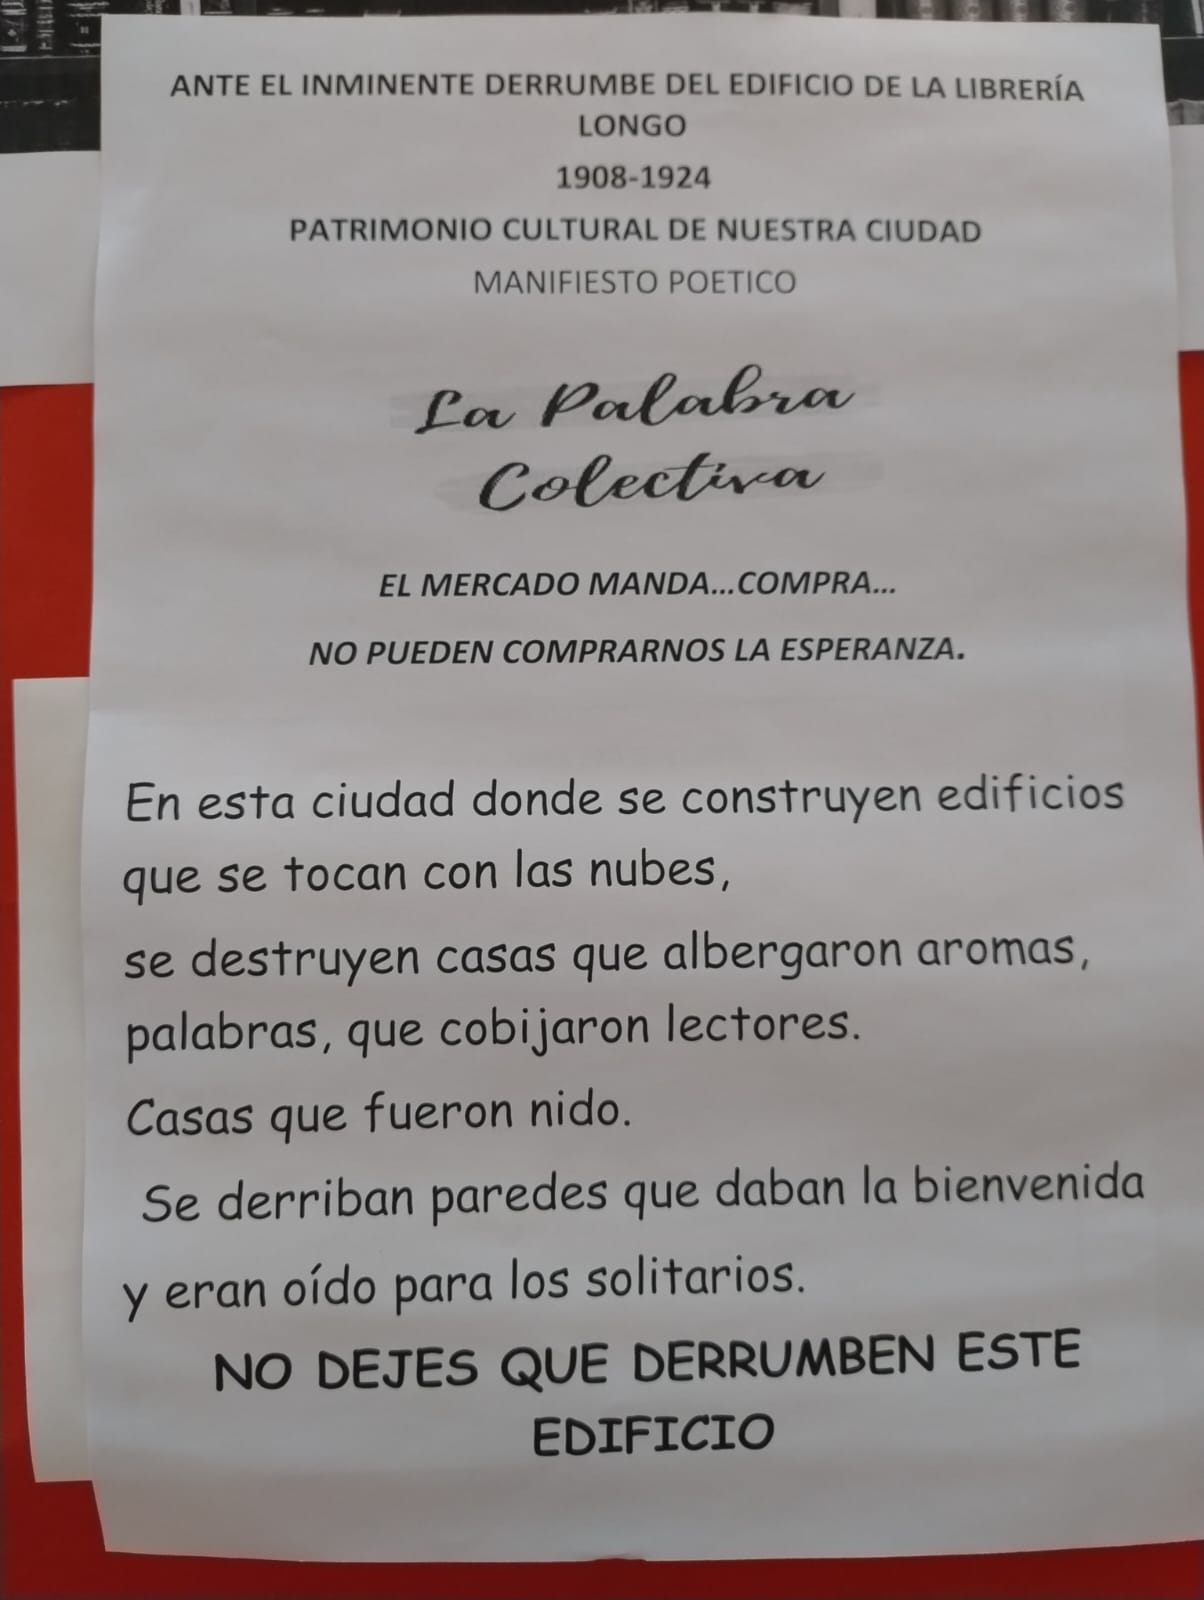 ANTE EL INMINENTE DERRUMBE DEL EDIFICIO DE LA LIBRERÍA
LONGO
1908-1924
PATRIMONIO CULTURAL DE NUESTRA CIUDAD
MANIFIESTO POETICO
La Palabra
Colectiva
EL MERCADO MANDA...COMPRA...
NO PUEDEN COMPRARNOS LA ESPERANZA.
En esta ciudad donde se construyen edificios
que se tocan con las nubes,
se destruyen casas que albergaron aromas,
palabras, que cobijaron lectores.
Casas que fueron nido.
Se derriban paredes que daban la bienvenida
y eran oído para los solitarios.
NO DEJES QUE DERRUMBEN ESTE
EDIFICIO